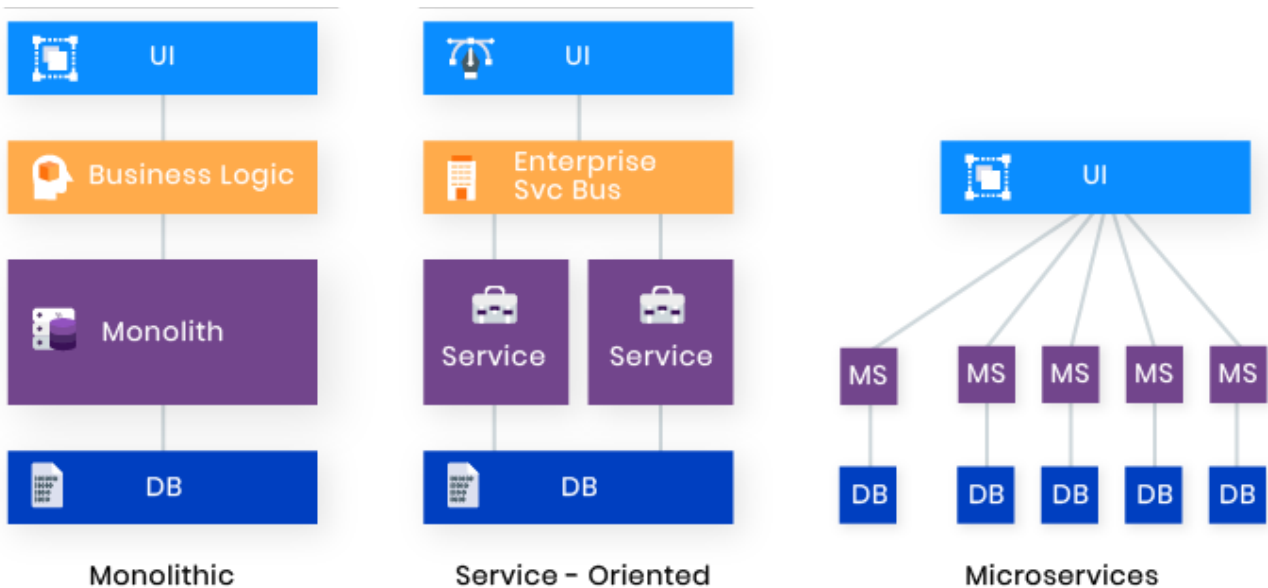 UI
Business Logic
Monolith
DB
Monolithic
UI
Enterprise
Svc Bus
Service
Service
DB
Service - Oriented
UI
MS
MS
MS
MS
MS
DB
DB
DB
DB
DB
Microservices